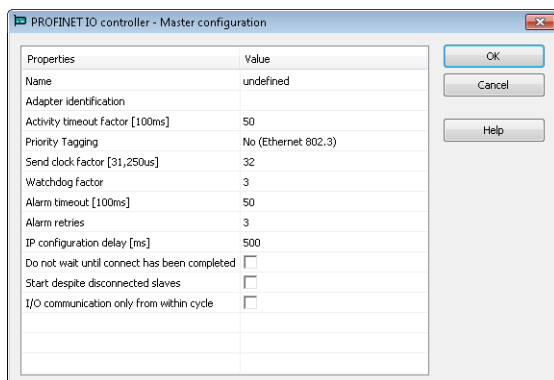 PROFINET IO controller - Master configuration
Properties Value
Name undefined
Adapter identification
Activity timeout factor [100ms] 50
Priority Tagging No (Ethernet 802.3)
Send clock factor [31,250us] 32
Watchdog factor 3
Alarm timeout [100ms] 50
Alarm retries 3
IP configuration delay [ms] 500
Do not wait until connect has been completed
Start despite disconnected slaves
I/O communication only from within cycle
OK
Cancel
Help